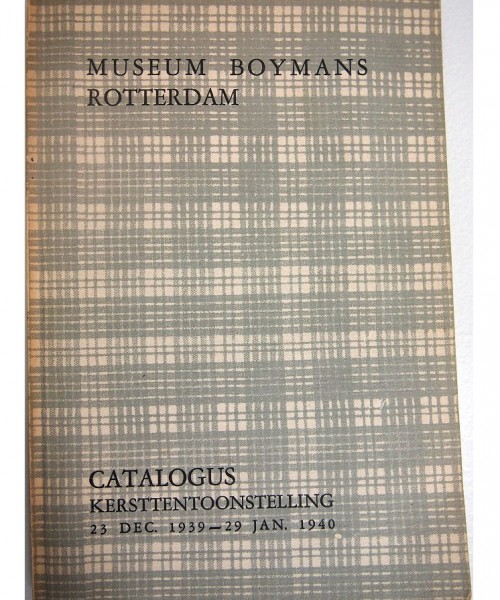 MUSEUM BOYMANS
ROTTERDAM
CATALOGUS
KERSTTENTOONSTELLING
23 DEC. 1939—29 JAN. 1940